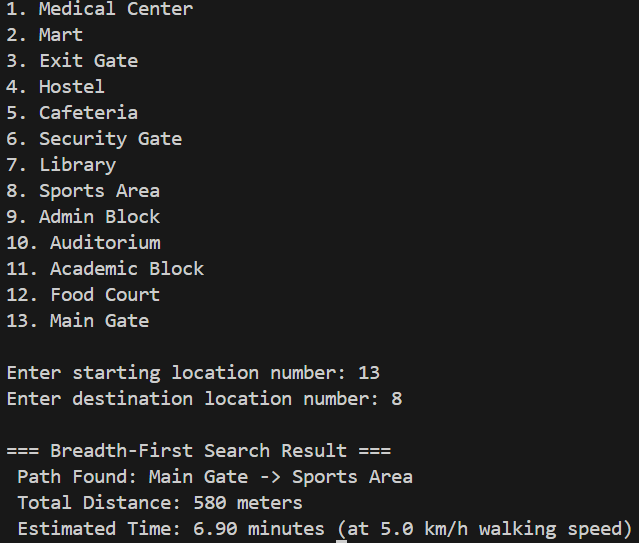 1. Medical Center
2. Mart
3. Exit Gate
4. Hostel
5. Cafeteria
6. Security Gate
7. Library
8. Sports Area
9. Admin Block
10. Auditorium
11. Academic Block
12. Food Court
13. Main Gate
Enter starting location number: 13
Enter destination location number: 8
=== Breadth-First Search Result ===
Path Found: Main Gate -> Sports Area
Total Distance: 580 meters
Estimated Time: 6.90 minutes (at 5.0 km/h walking speed)